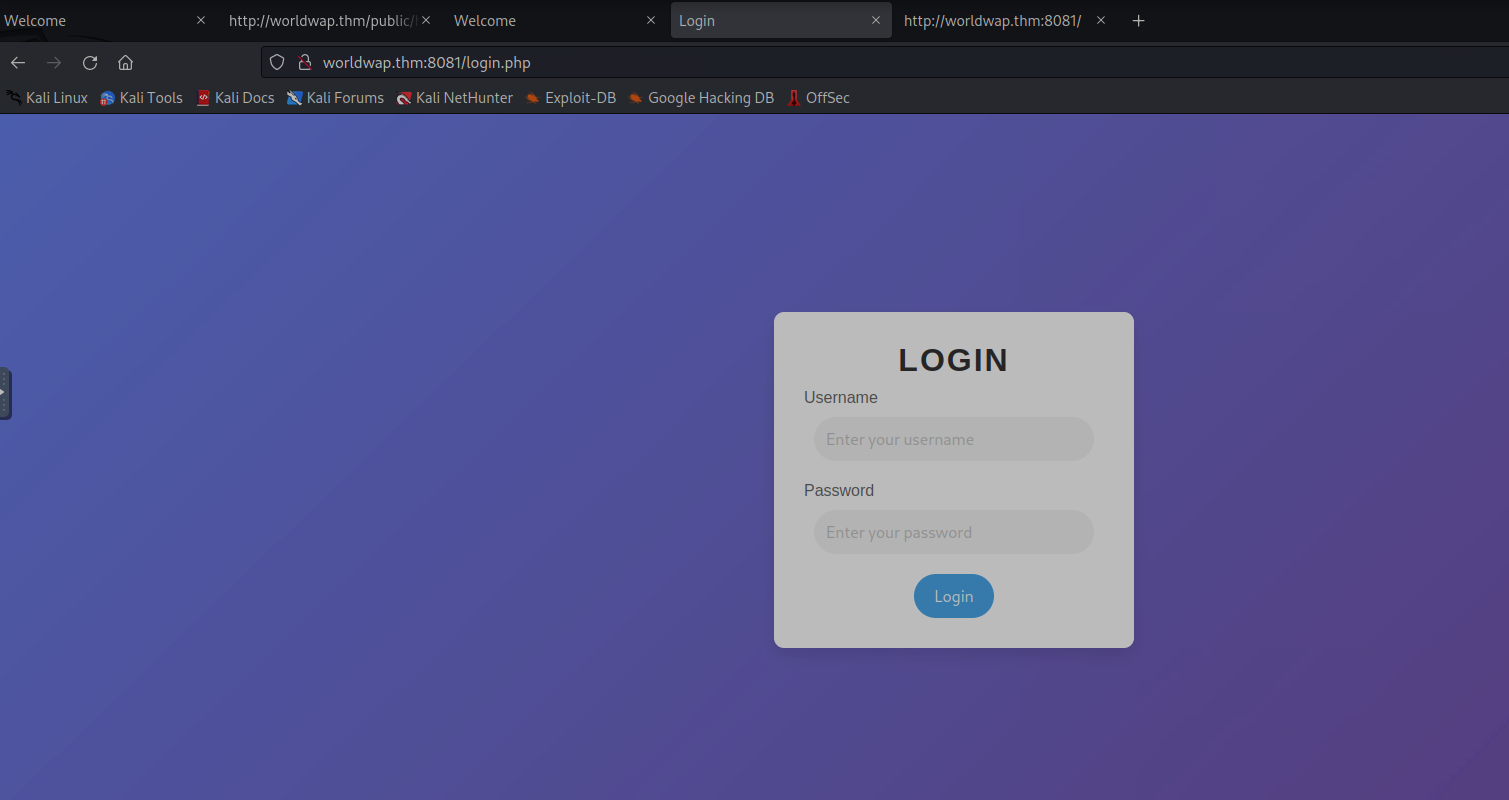 Welcome http://worldwap.thm/public/ Welcome Login http://worldwap.thm:8081/
worldwap.thm:8081/login.php
Kali Linux Kali Tools Kali Docs Kali Forums Kali NetHunter Exploit-DB Google Hacking DB OffSec
LOGIN
Username
Enter your username
Password
Enter your password
Login